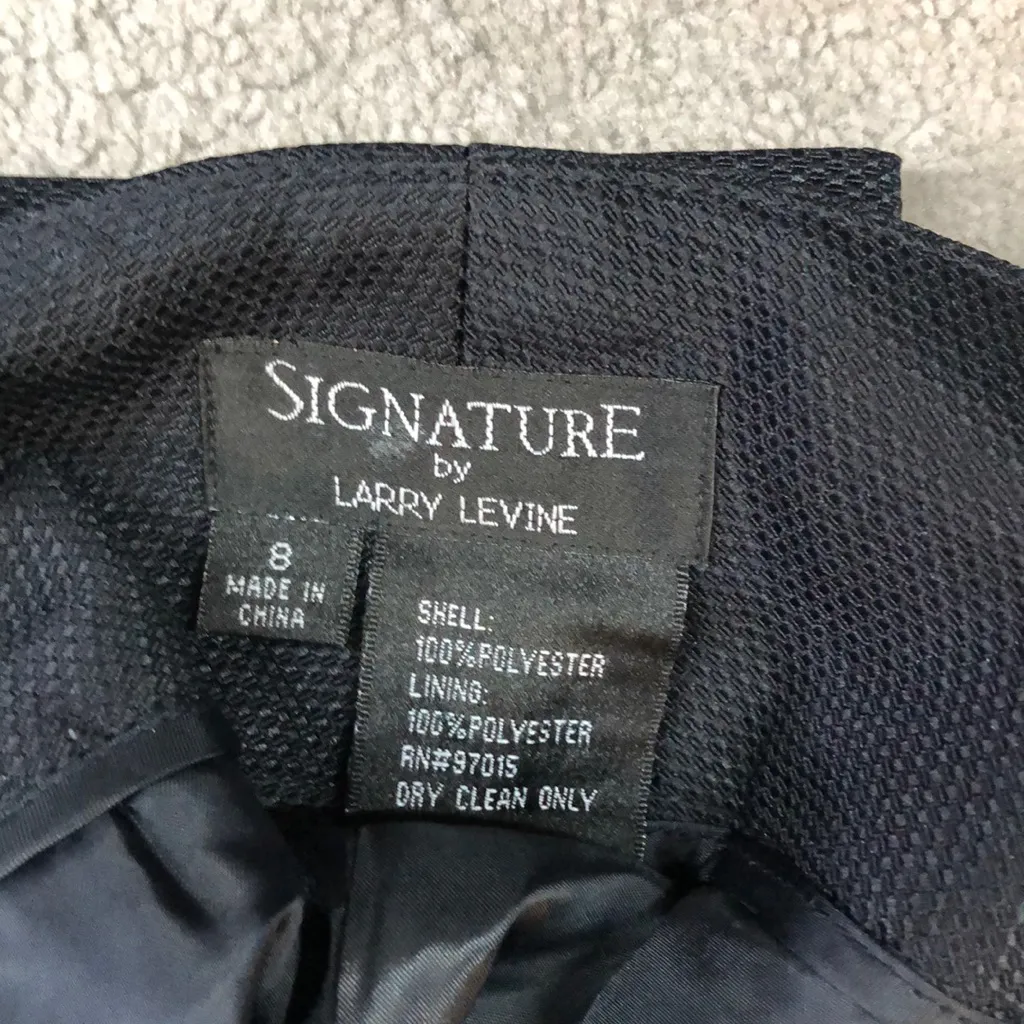 SIGNATURE
by
LARRY LEVINE
8
MADE IN
CHINA
SHELL:
100%POLYESTER
LINING:
100%POLYESTER
RN#97015
DRY CLEAN ONLY